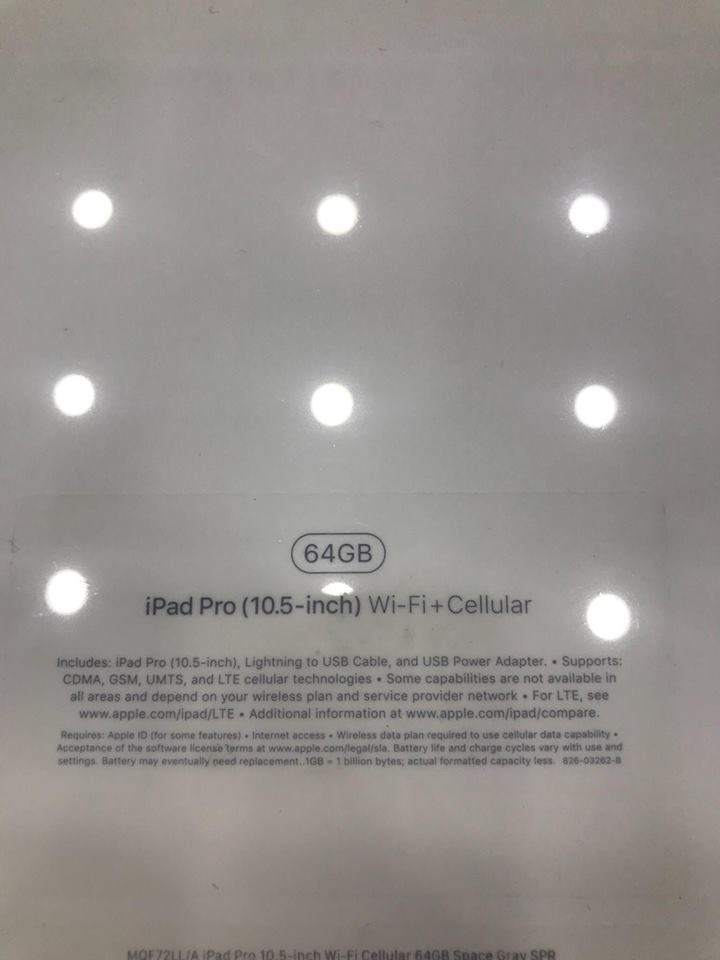 64GB
iPad Pro (10.5-inch) Wi-Fi + Cellular
Includes: iPad Pro (10.5-inch), Lightning to USB Cable, and USB Power Adapter. • Supports:
CDMA, GSM, UMTS, and LTE cellular technologies • Some capabilities are not available in
all areas and depend on your wireless plan and service provider network • For LTE, see
www.apple.com/ipad/LTE • Additional information at www.apple.com/ipad/compare.
Requires: Apple ID (for some features) • Internet access • Wireless data plan required to use cellular data capability •
Acceptance of the software license terms at www.apple.com/legal/sla. Battery life and charge cycles vary with use and
settings. Battery may eventually need replacement. 1GB = 1 billion bytes; actual formatted capacity less. 826-03262-B
MQF72LL/A iPad Pro 10.5-inch Wi-Fi Cellular 64GB Space Gray SPR